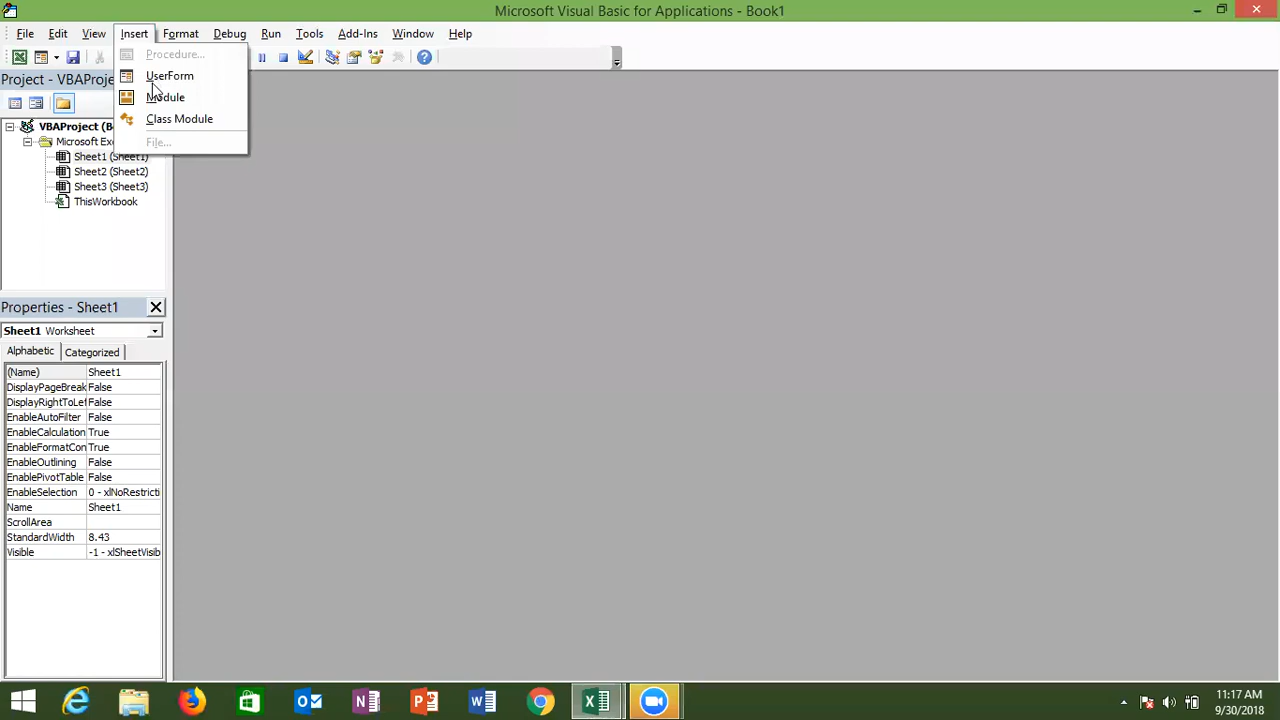 Microsoft Visual Basic for Applications - Book1
File Edit View Insert Format Debug Run Tools Add-Ins Window Help
Procedure...
UserForm
Module
Class Module
File...
Project - VBAProje
VBAProject (B
Microsoft Exc
Sheet1 (Sheet1)
Sheet2 (Sheet2)
Sheet3 (Sheet3)
ThisWorkbook
Properties - Sheet1
Sheet1 Worksheet
Alphabetic Categorized
(Name) Sheet1
DisplayPageBreak False
DisplayRightToLef False
EnableAutoFilter False
EnableCalculation True
EnableFormatCon True
EnableOutlining False
EnablePivotTable False
EnableSelection 0 - xlNoRestricti
Name Sheet1
ScrollArea
StandardWidth 8.43
Visible -1 - xlSheetVisib
11:17 AM
9/30/2018